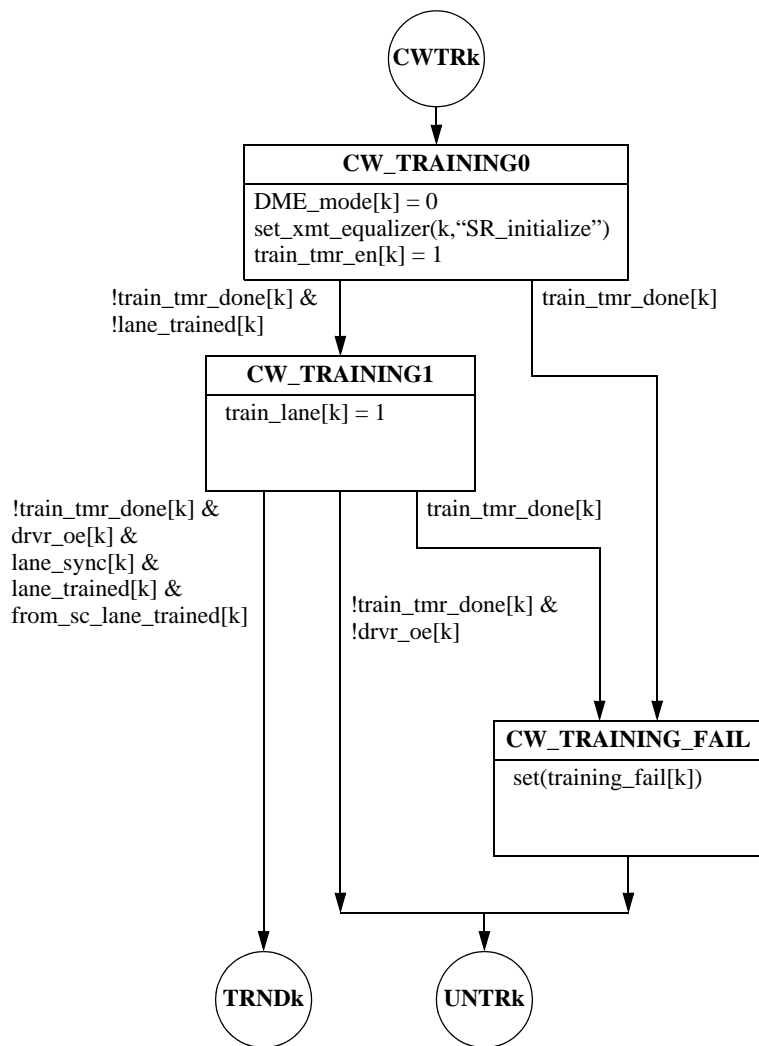 CWTRk
CW_TRAINING0
DME_mode[k] = 0
set_xmt_equalizer(k,“SR_initialize”)
train_tmr_en[k] = 1
!train_tmr_done[k] &
!lane_trained[k]
train_tmr_done[k]
CW_TRAINING1
train_lane[k] = 1
!train_tmr_done[k] &
drvr_oe[k] &
lane_sync[k] &
lane_trained[k] &
from_sc_lane_trained[k]
train_tmr_done[k]
!train_tmr_done[k] &
!drvr_oe[k]
CW_TRAINING_FAIL
set(training_fail[k])
TRNDk
UNTRk